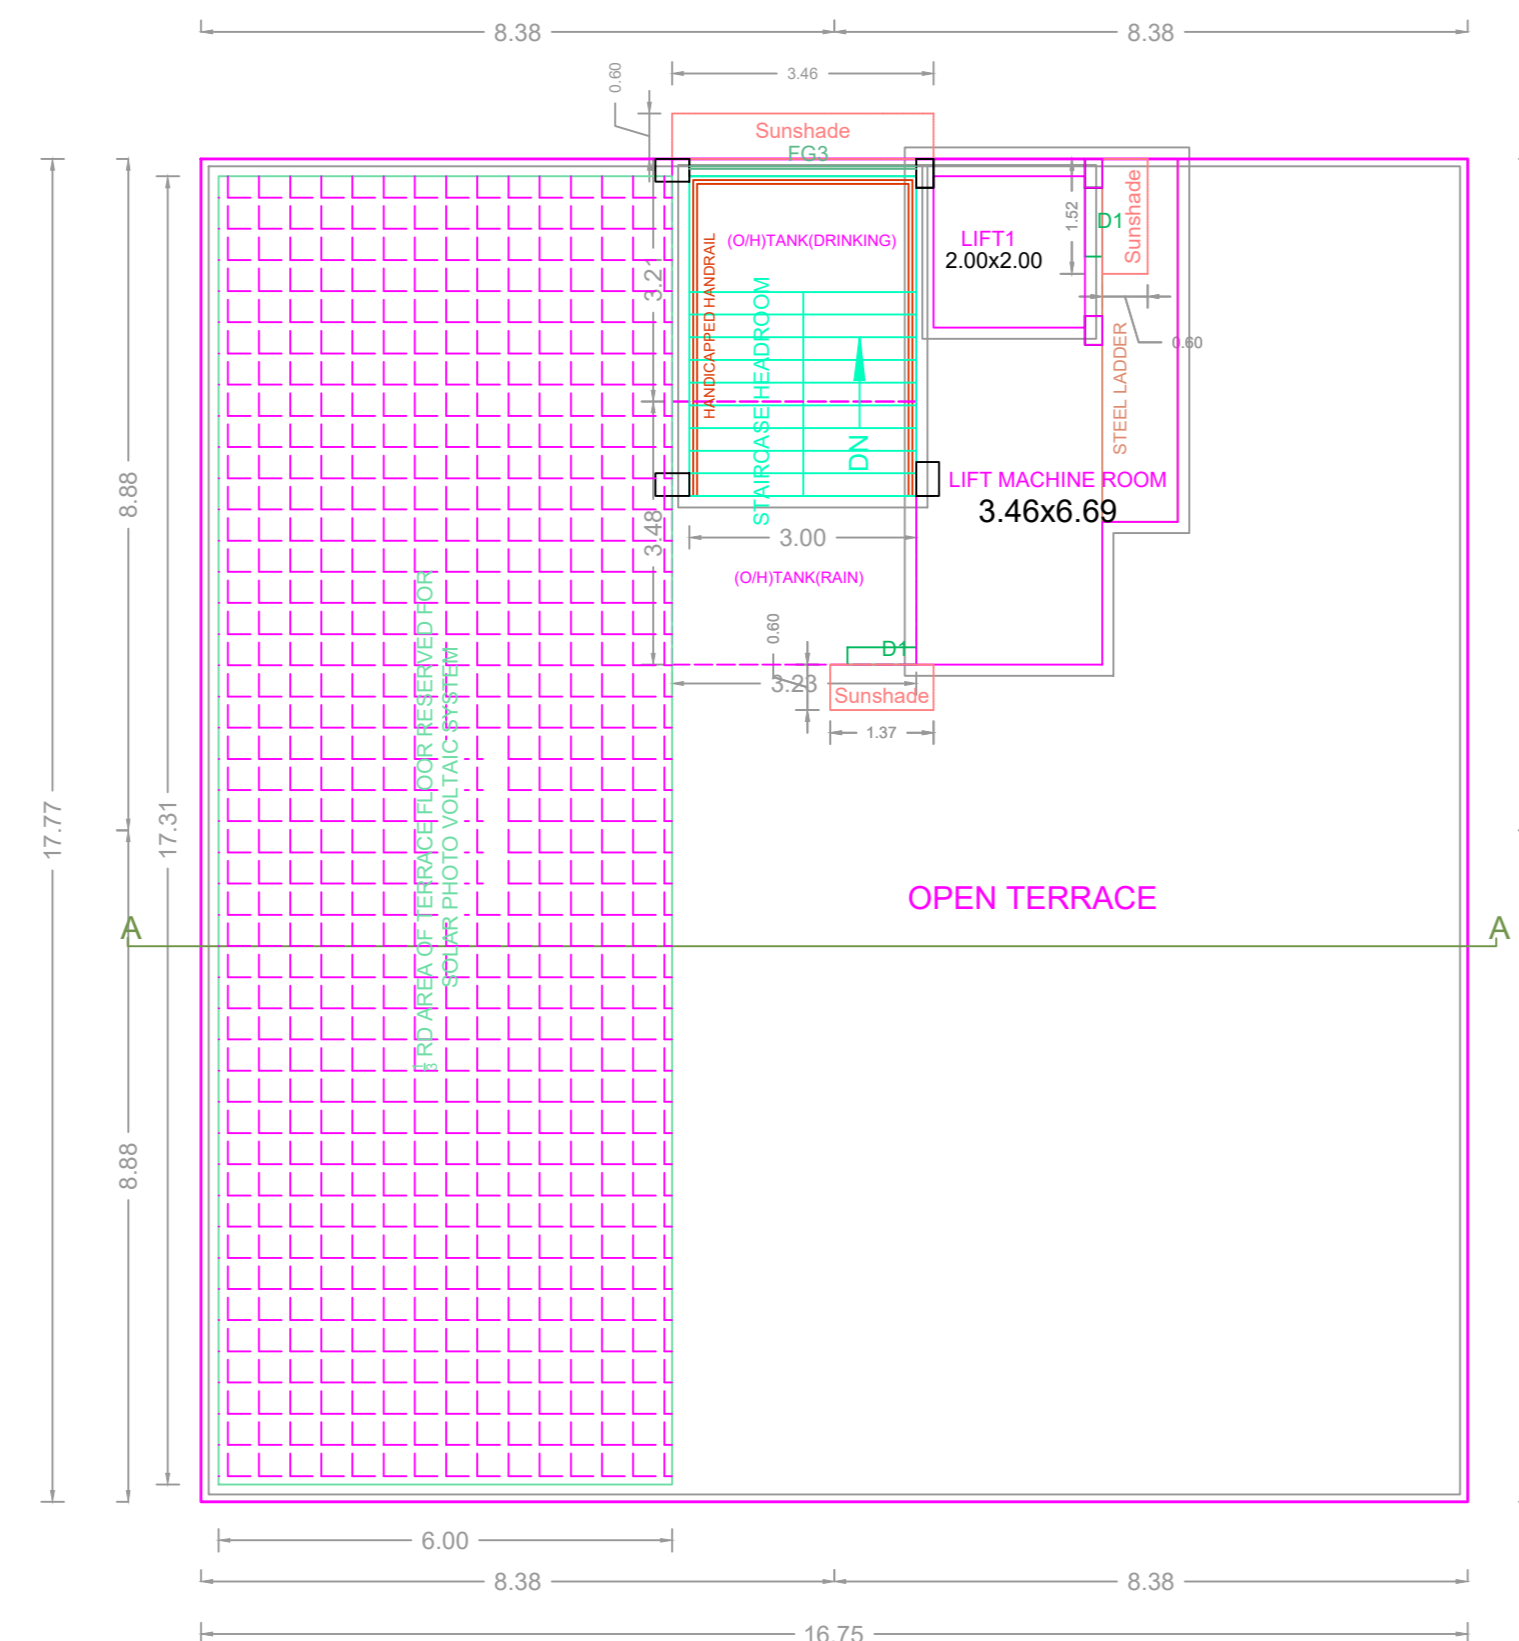 8.38
8.38
3.46
0.60
Sunshade
FG3
(O/H)TANK(DRINKING)
LIFT1
2.00x2.00
1.52
D1
Sunshade
3.21
HANDICAPPED HANDRAIL
STAIRCASE HEADROOM
DN
0.60
STEEL LADDER
LIFT MACHINE ROOM
3.46x6.69
8.88
3.48
3.00
(O/H)TANK(RAIN)
0.60
D1
3.23
Sunshade
1.37
17.77
17.31
1/3 RD AREA OF TERRACE FLOOR RESERVED FOR
SOLAR PHOTO VOLTAIC SYSTEM
OPEN TERRACE
A
A
8.88
6.00
8.38
8.38
16.75